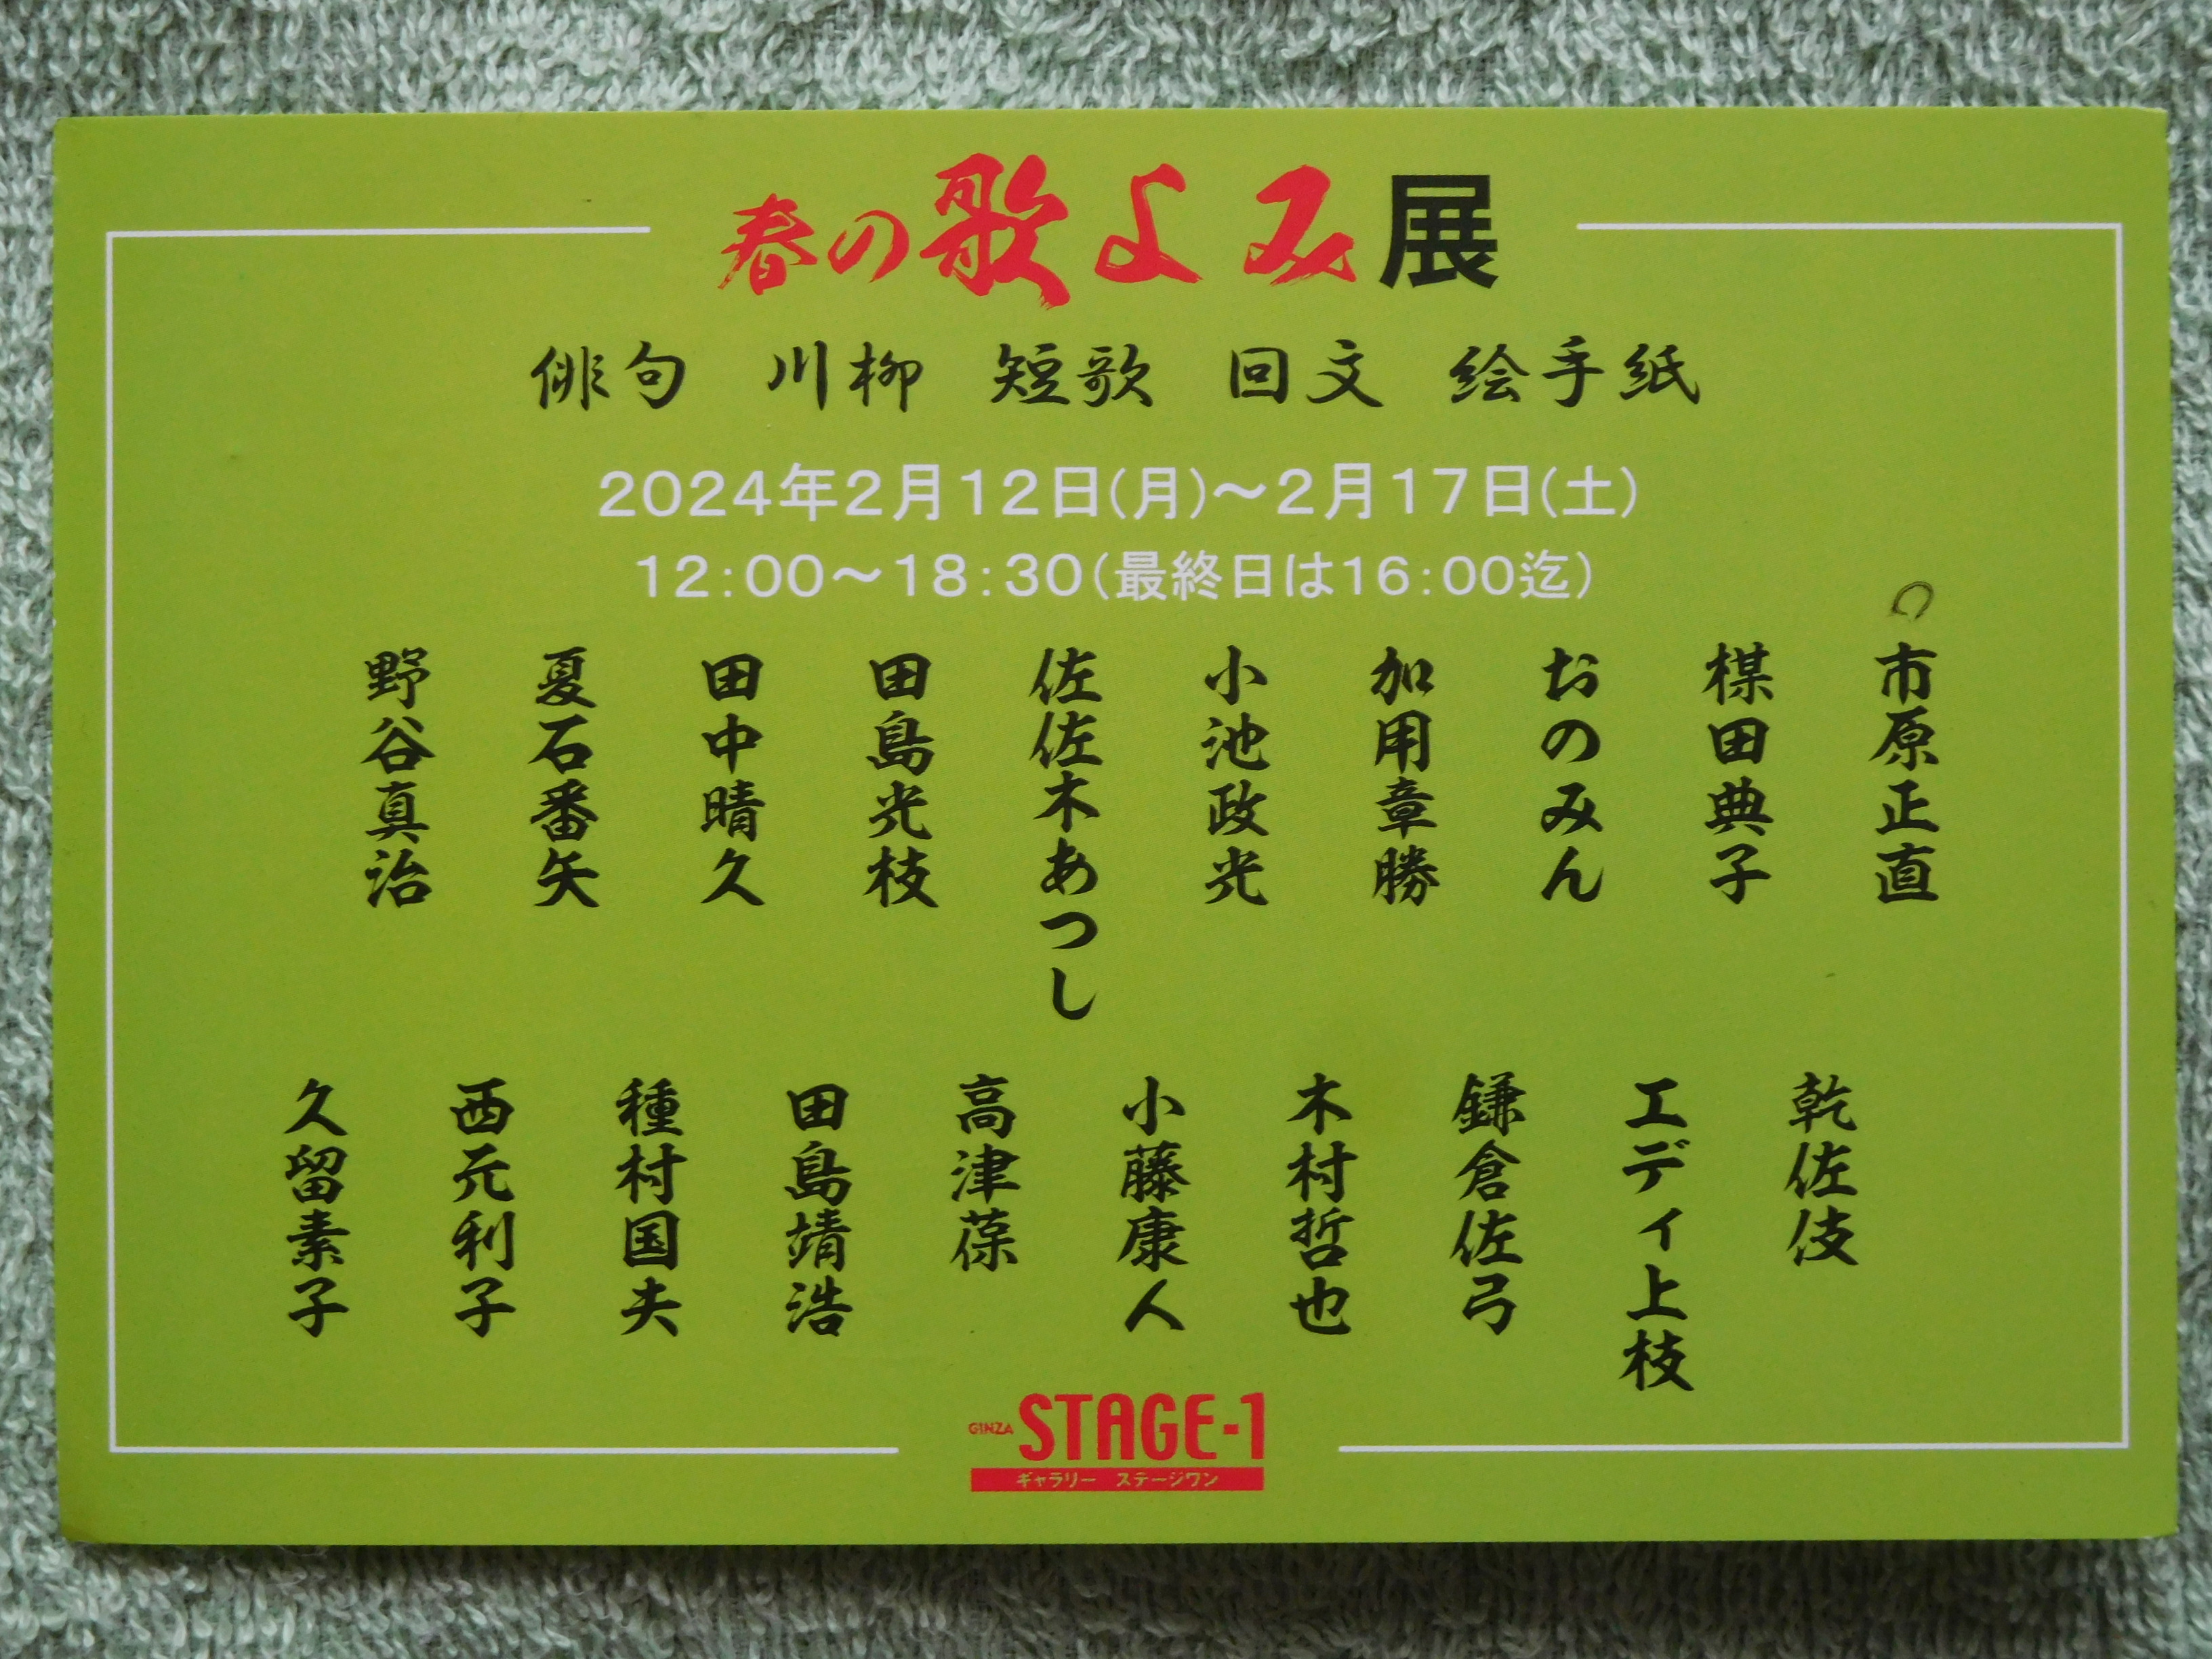 春の歌よみ展
俳句 川柳 短歌 回文 絵手紙
2024年2月12日(月)～2月17日(土)
12:00～18:30(最終日は16:00迄)
市原正直
楳田典子
おのみん
加用章勝
小池政光
佐佐木あつし
田島光枝
田中晴久
夏石番矢
野谷真治
乾佐伎
エディ上枝
鎌倉佐弓
木村哲也
小藤康人
高津葆
田島靖浩
種村国夫
西元利子
久留素子
GINZA STAGE-1
ギャラリー ステージワン